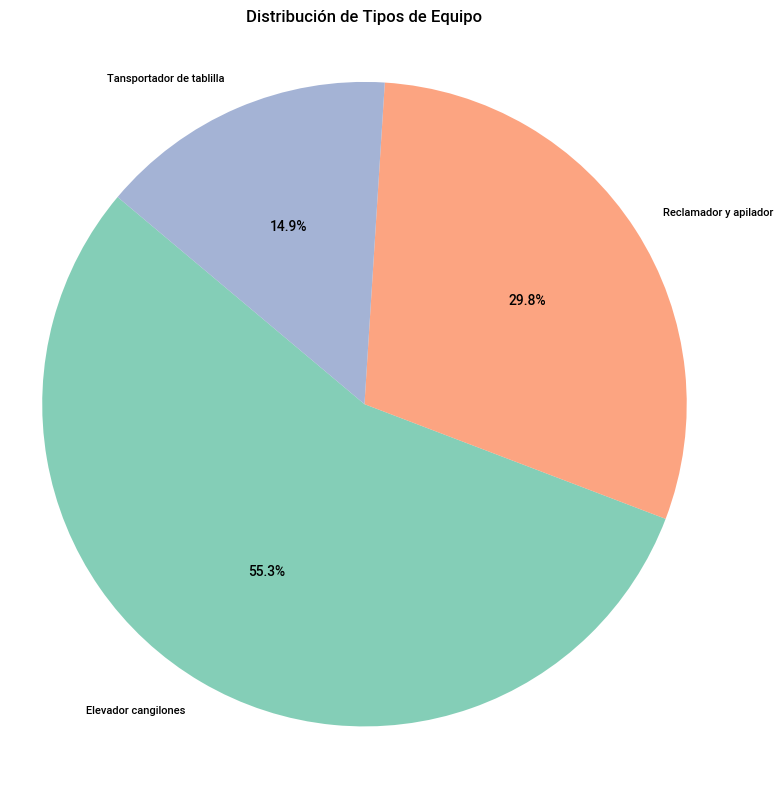 Distribución de Tipos de Equipo
Tansportador de tablilla
Reclamador y apilador
14.9%
29.8%
55.3%
Elevador cangilones